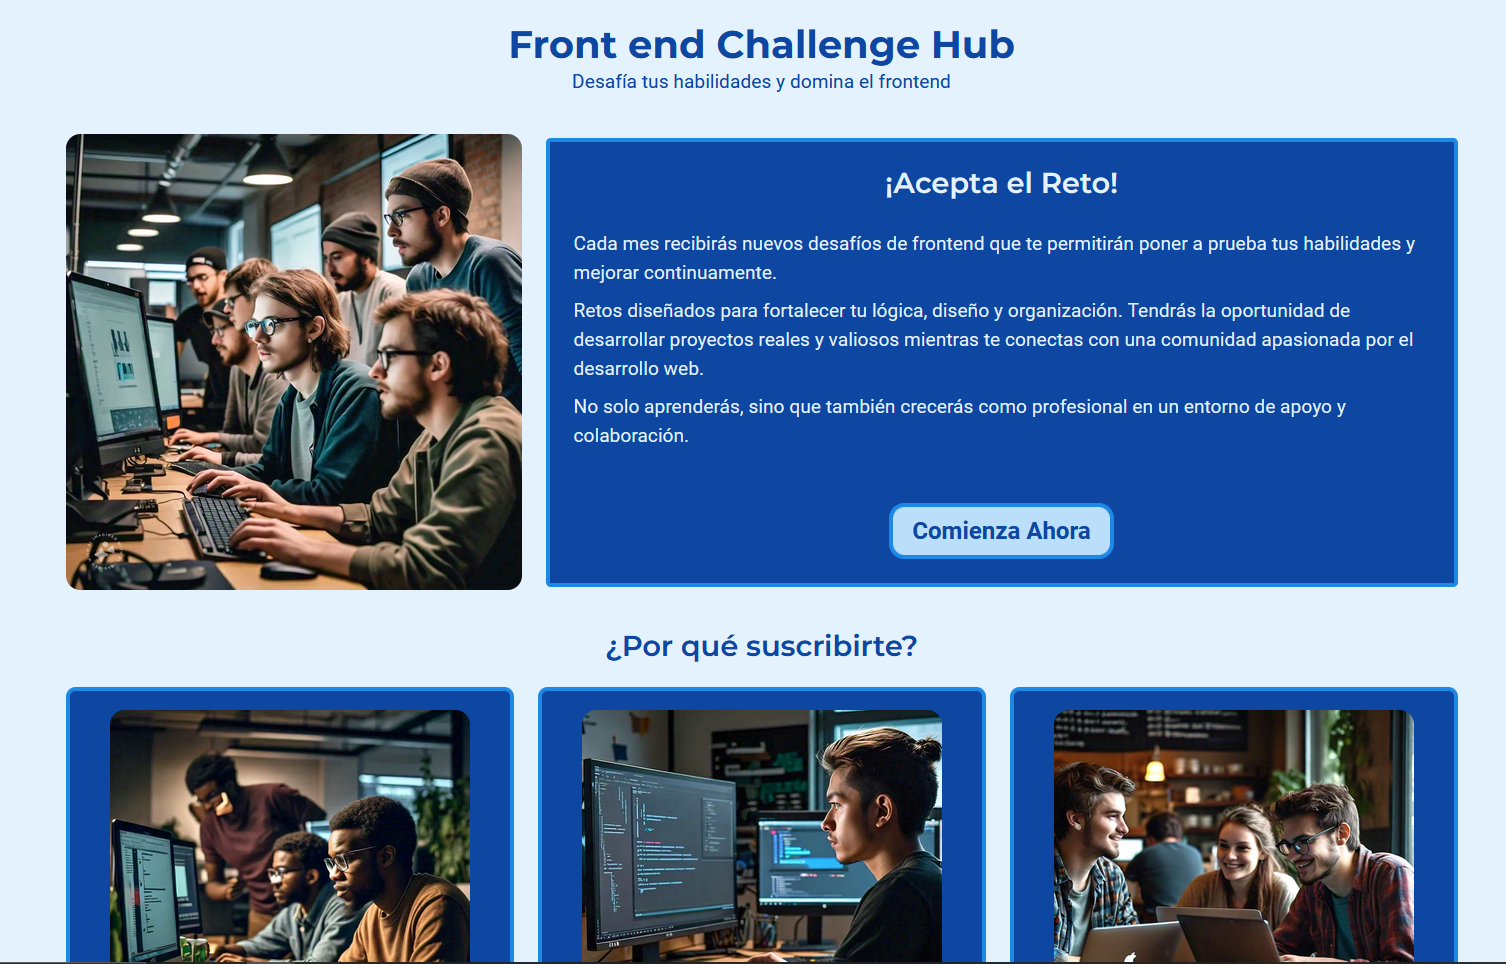 Front end Challenge Hub
Desafía tus habilidades y domina el frontend
¡Acepta el Reto!
Cada mes recibirás nuevos desafíos de frontend que te permitirán poner a prueba tus habilidades y
mejorar continuamente.
Retos diseñados para fortalecer tu lógica, diseño y organización. Tendrás la oportunidad de
desarrollar proyectos reales y valiosos mientras te conectas con una comunidad apasionada por el
desarrollo web.
No solo aprenderás, sino que también crecerás como profesional en un entorno de apoyo y
colaboración.
Comienza Ahora
¿Por qué suscribirte?